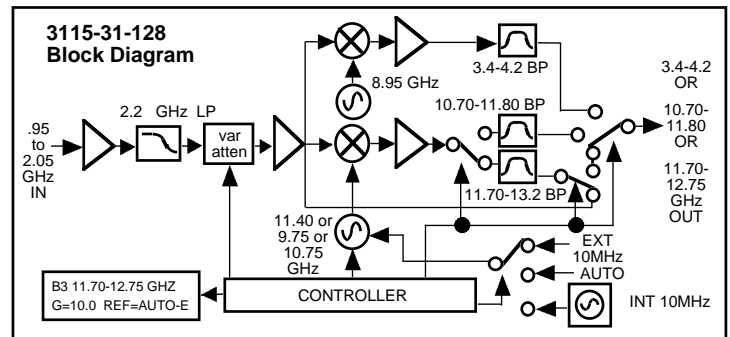 3115-31-128
Block Diagram
.95
to
2.05
GHz
IN
2.2 GHz LP
var
atten
8.95 GHz
3.4-4.2 BP
10.70-11.80 BP
11.70-13.2 BP
3.4-4.2
OR
10.70-
11.80
OR
11.70-
12.75
GHz
OUT
11.40 or
9.75 or
10.75
GHz
EXT
10MHz
AUTO
INT 10MHz
B3 11.70-12.75 GHZ
G=10.0 REF=AUTO-E
CONTROLLER